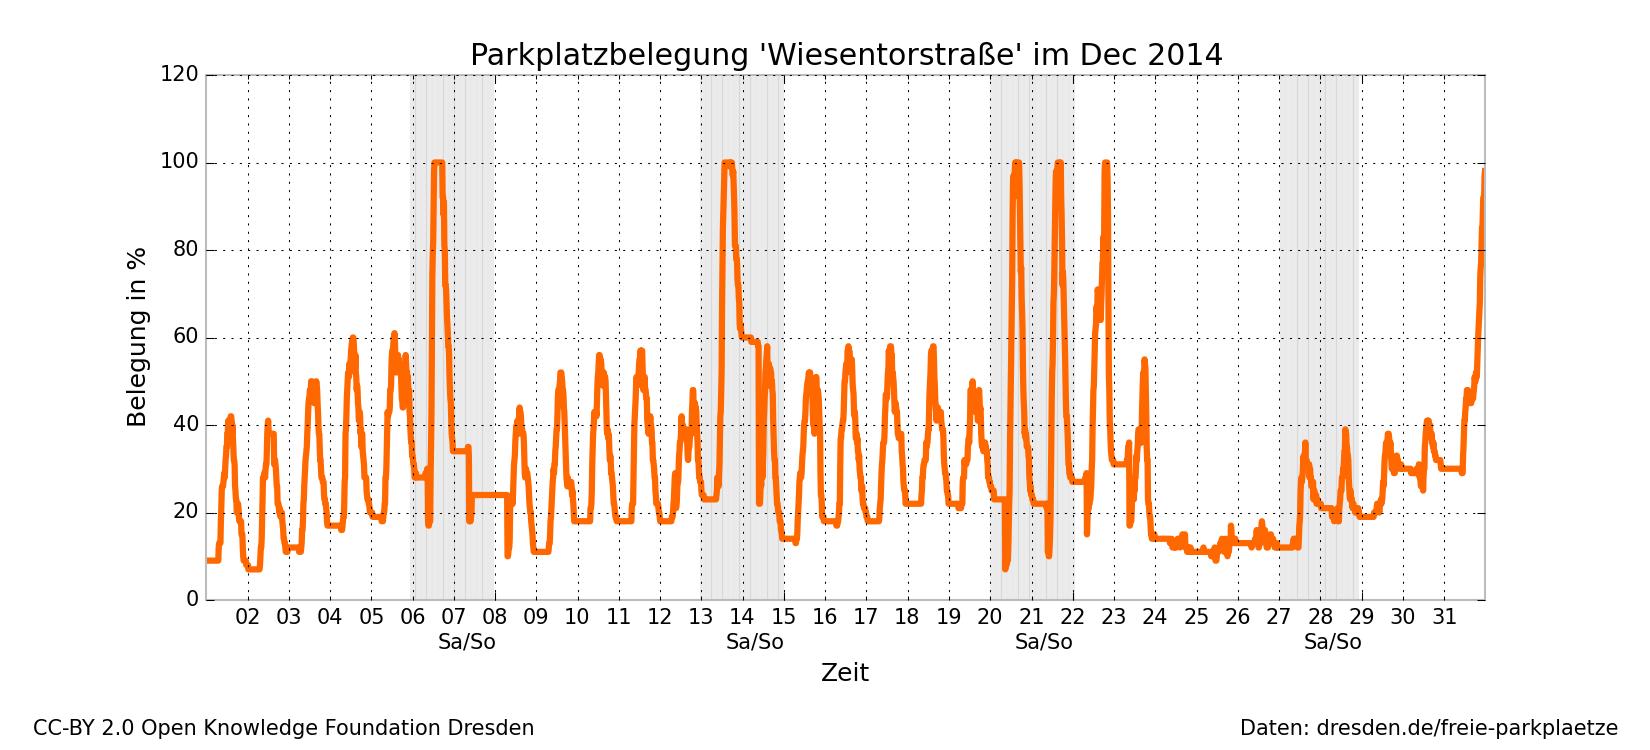 Parkplatzbelegung 'Wiesentorstraße' im Dec 2014
120
100
80
60
40
20
0
Belegung in %
02 03 04 05 06 07 08 09 10 11 12 13 14 15 16 17 18 19 20 21 22 23 24 25 26 27 28 29 30 31
Sa/So Sa/So Sa/So Sa/So
Zeit
CC-BY 2.0 Open Knowledge Foundation Dresden
Daten: dresden.de/freie-parkplaetze